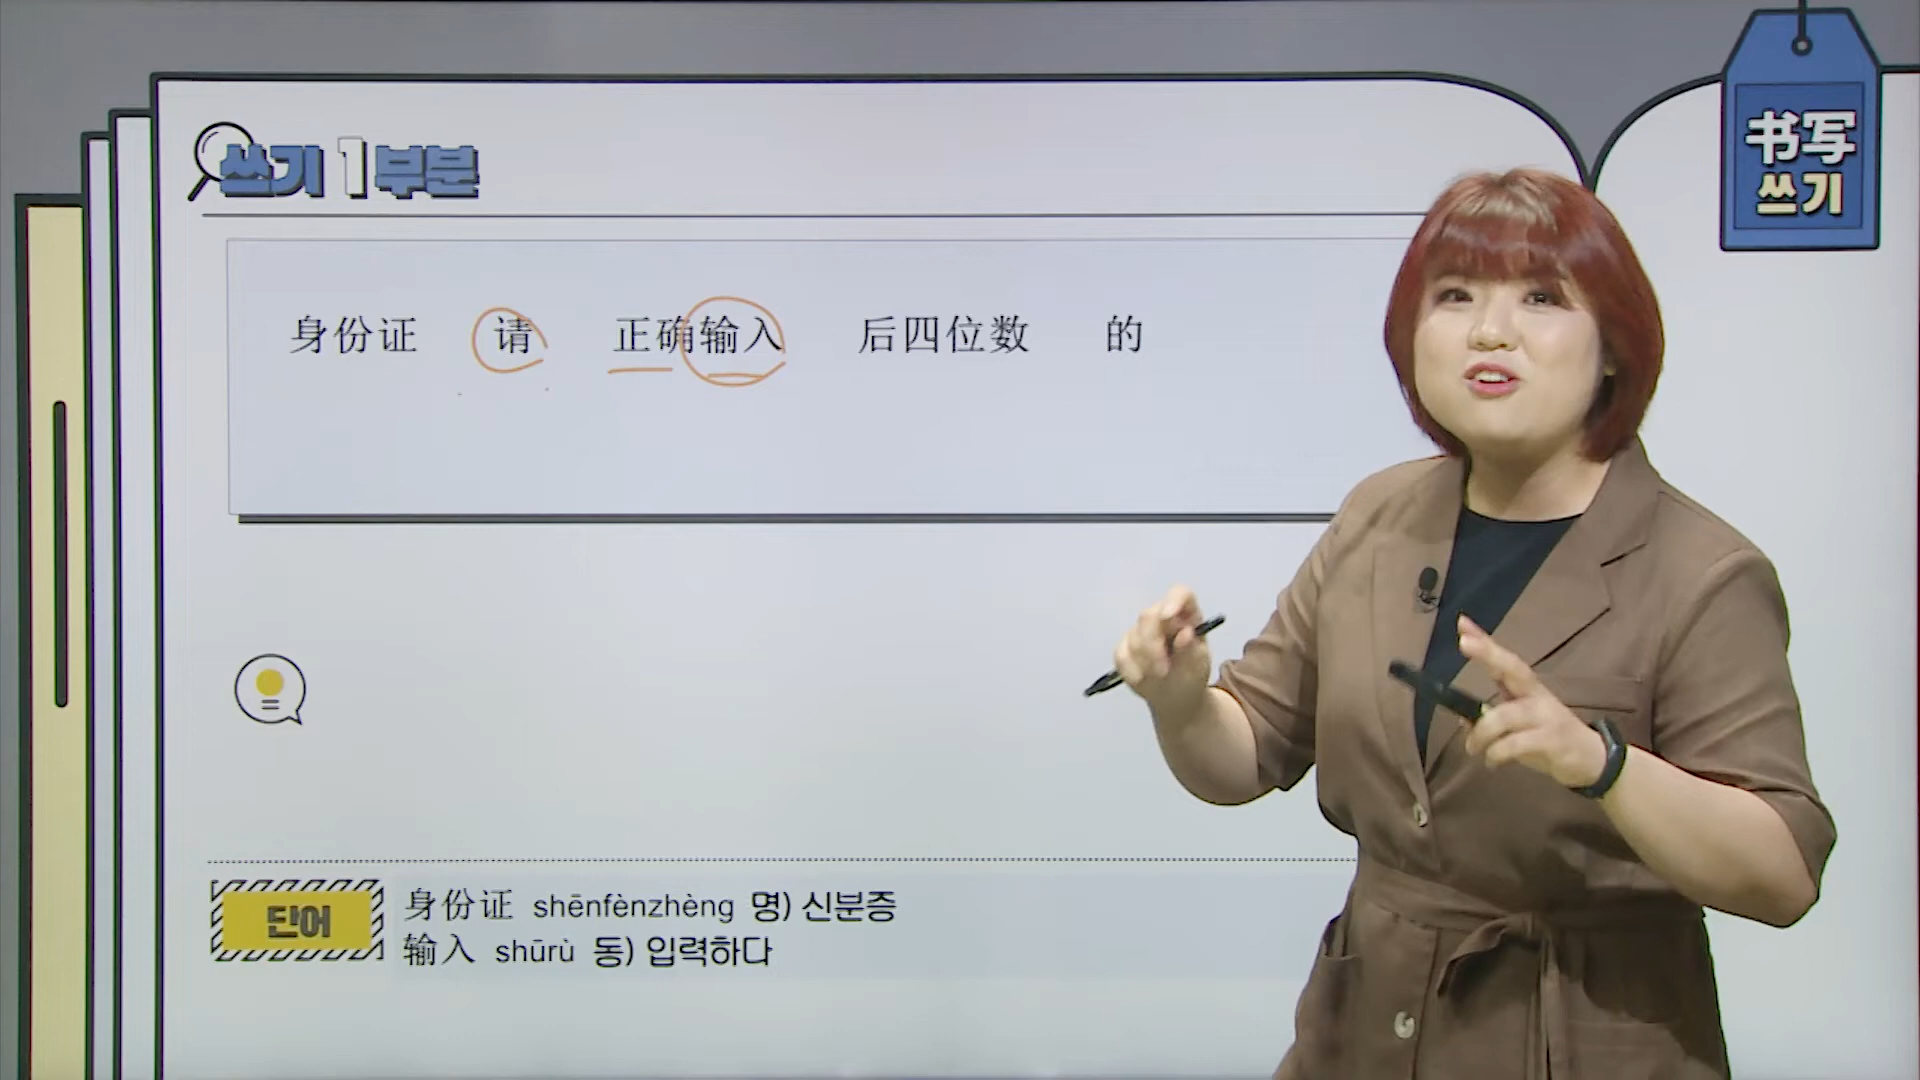 书写
쓰기
쓰기 1 부분
身份证 请 正确输入 后四位数 的
단어
身份证 shēnfènzhèng 명) 신분증
输入 shūrù 동) 입력하다